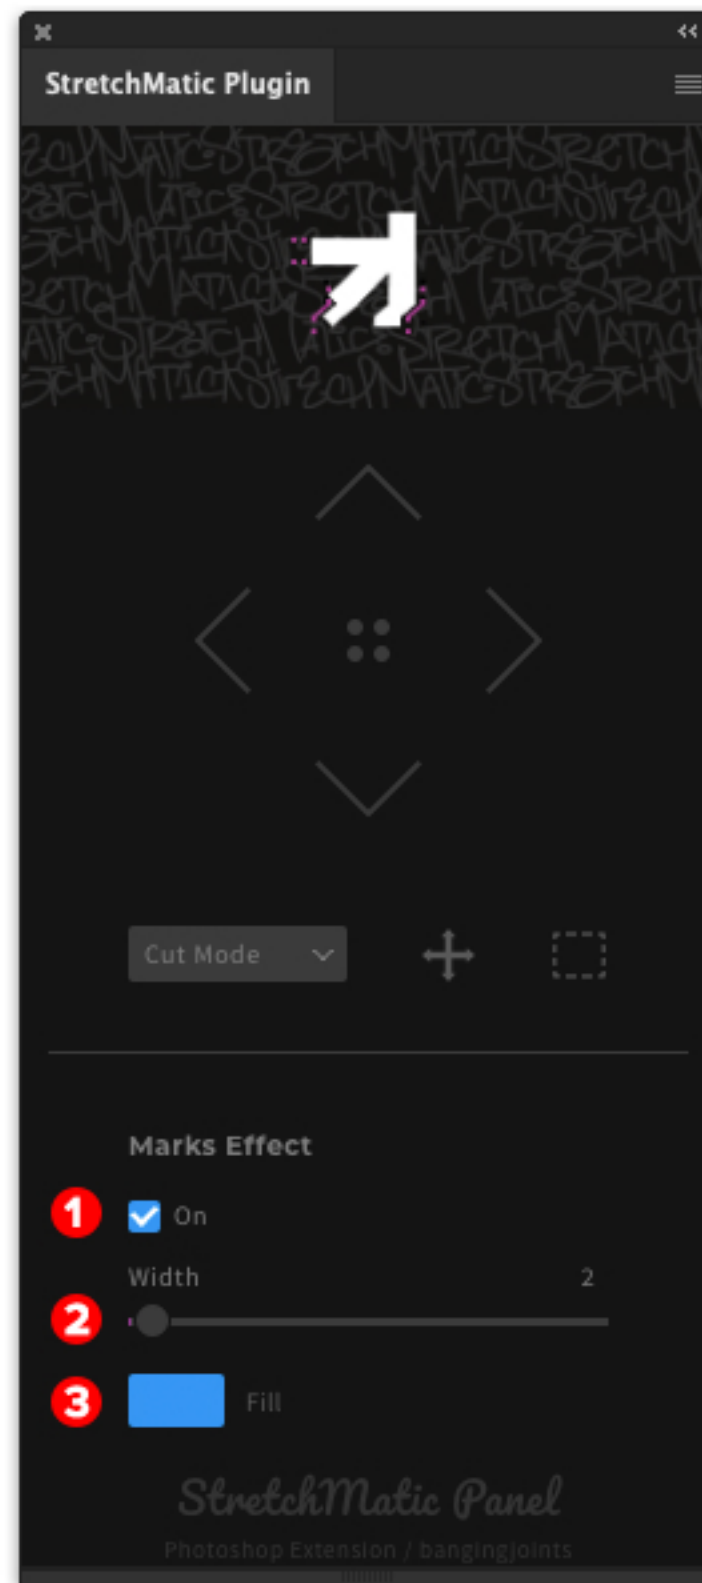 StretchMatic Plugin
Cut Mode
Marks Effect
1 On
Width 2
2
3 Fill
StretchMatic Panel
Photoshop Extension / bangingjoints